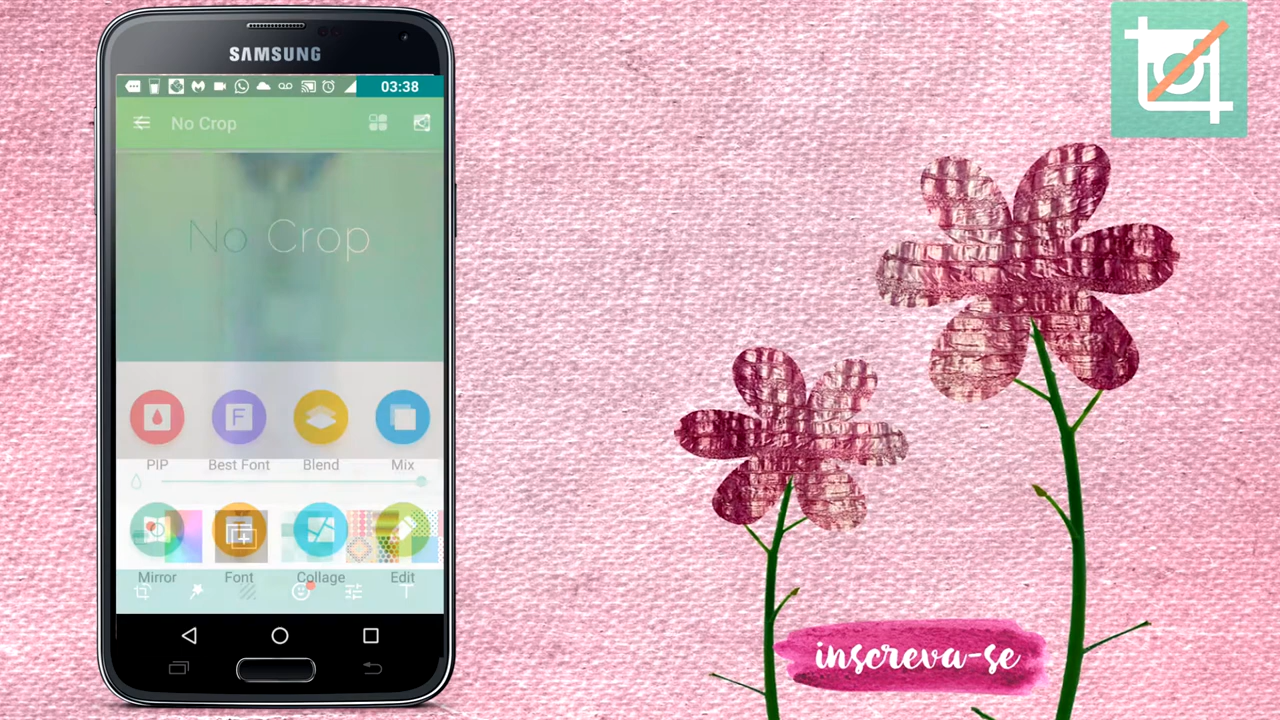 SAMSUNG
03:38
No Crop
No Crop
F
PIP
Best Font
Blend
Mix
Mirror
Font
Collage
Edit
T
inscreva-se